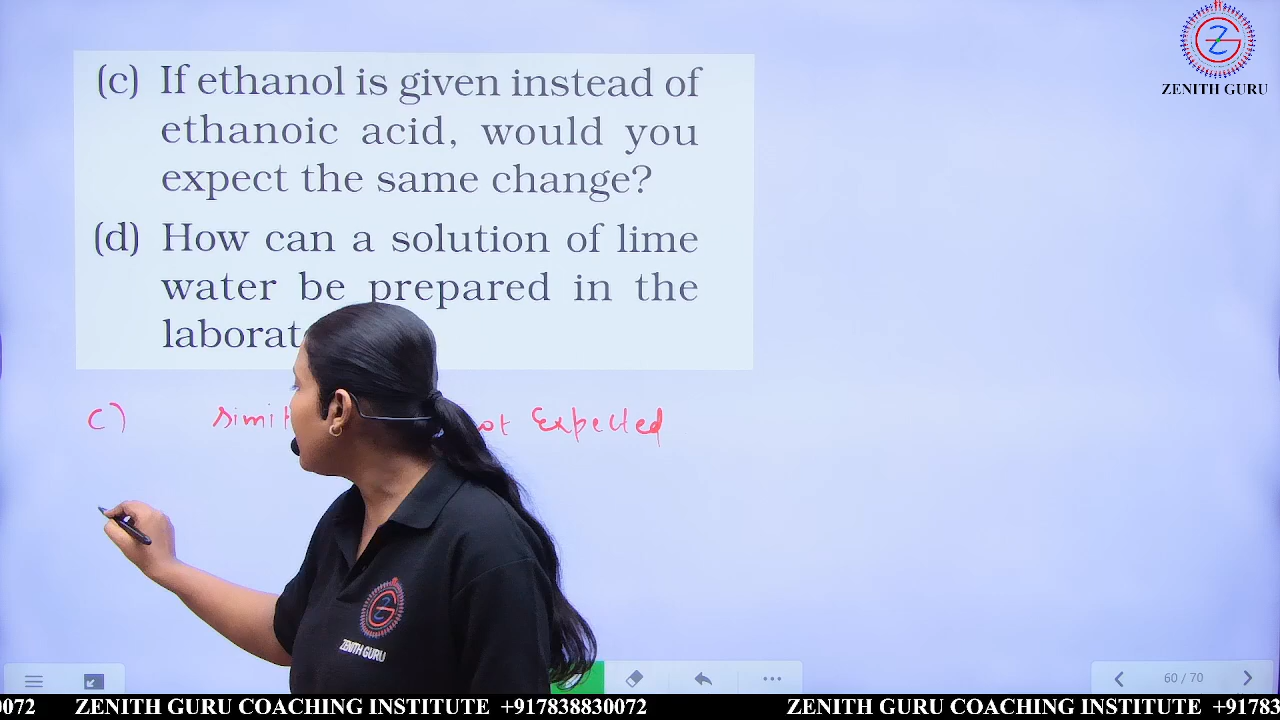 ZENITH GURU
(c) If ethanol is given instead of
ethanoic acid, would you
expect the same change?
(d) How can a solution of lime
water be prepared in the
laborat
c) simil ot Expected
ZENITH GURU
60 / 70
0072 ZENITH GURU COACHING INSTITUTE +917838830072 ZENITH GURU COACHING INSTITUTE +91783